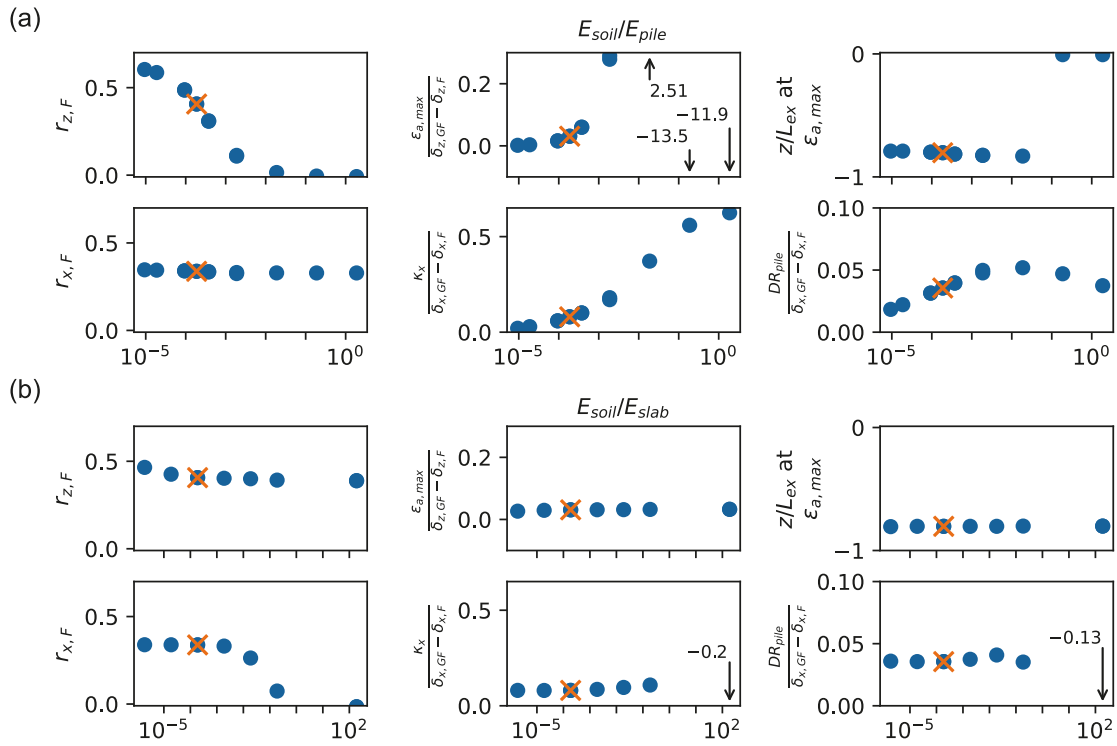 (a)
E_soil/E_pile
r_z,F
0.5
0.0
ε_a,max
δ_z,GF − δ_z,F
0.2
0.0
2.51
−11.9
−13.5
z/L_ex at
ε_a,max
0
−1
r_x,F
0.5
0.0
10^−5
10^0
κ_x
δ_x,GF − δ_x,F
0.5
0.0
10^−5
10^0
DR_pile
δ_x,GF − δ_x,F
0.10
0.05
0.00
10^−5
10^0
(b)
E_soil/E_slab
r_z,F
0.5
0.0
ε_a,max
δ_z,GF − δ_z,F
0.2
0.0
z/L_ex at
ε_a,max
0
−1
r_x,F
0.5
0.0
10^−5
10^2
κ_x
δ_x,GF − δ_x,F
0.5
0.0
−0.2
10^−5
10^2
DR_pile
δ_x,GF − δ_x,F
0.10
0.05
0.00
−0.13
10^−5
10^2